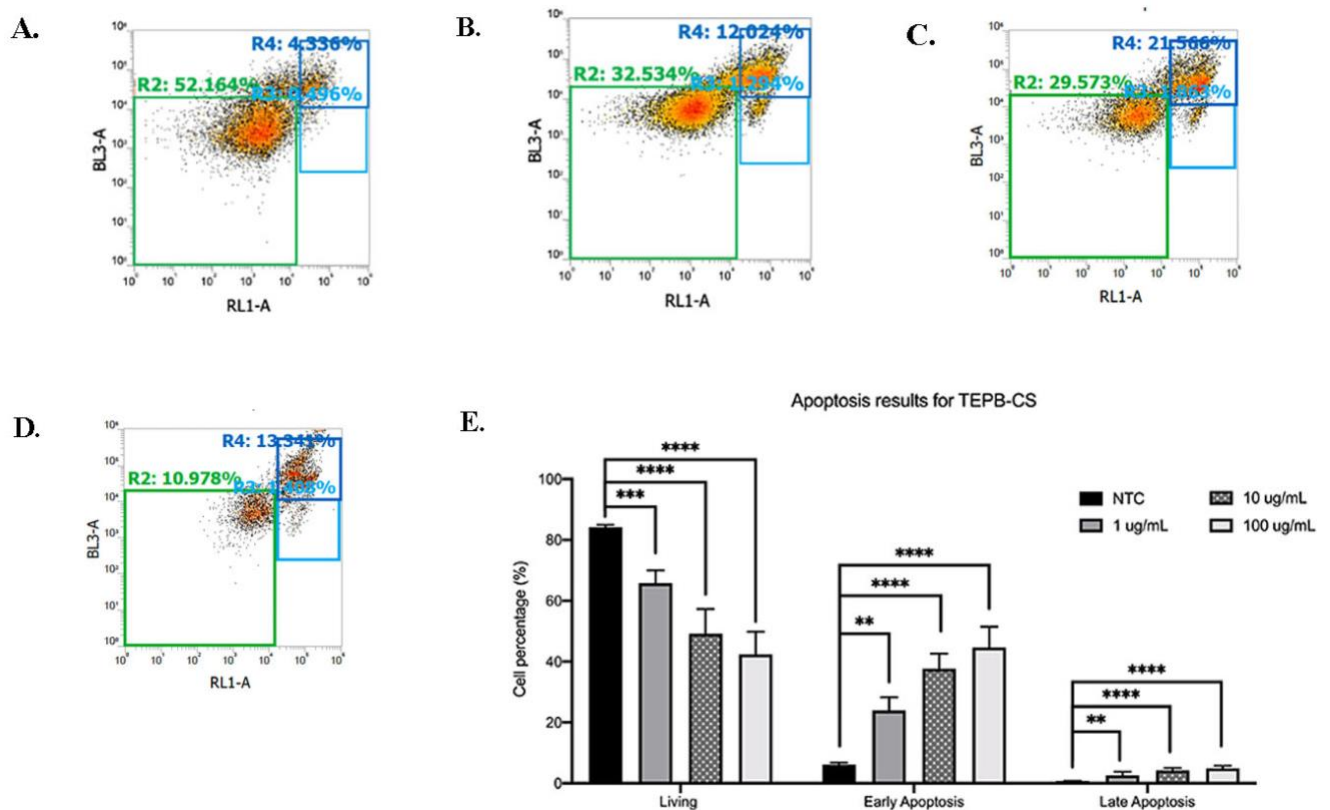 A.
R4: 4.336%
R2: 52.164%
BL3-A
RL1-A
B.
R4: 12.024%
R2: 32.534%
BL3-A
RL1-A
C.
R4: 21.566%
R2: 29.573%
BL3-A
RL1-A
D.
R4: 13.341%
R2: 10.978%
BL3-A
RL1-A
E.
Apoptosis results for TEPB-CS
Cell percentage (%)
100
80
60
40
20
0
**** **** ***
**** **** **
**** **** **
NTC
1 ug/mL
10 ug/mL
100 ug/mL
Living
Early Apoptosis
Late Apoptosis